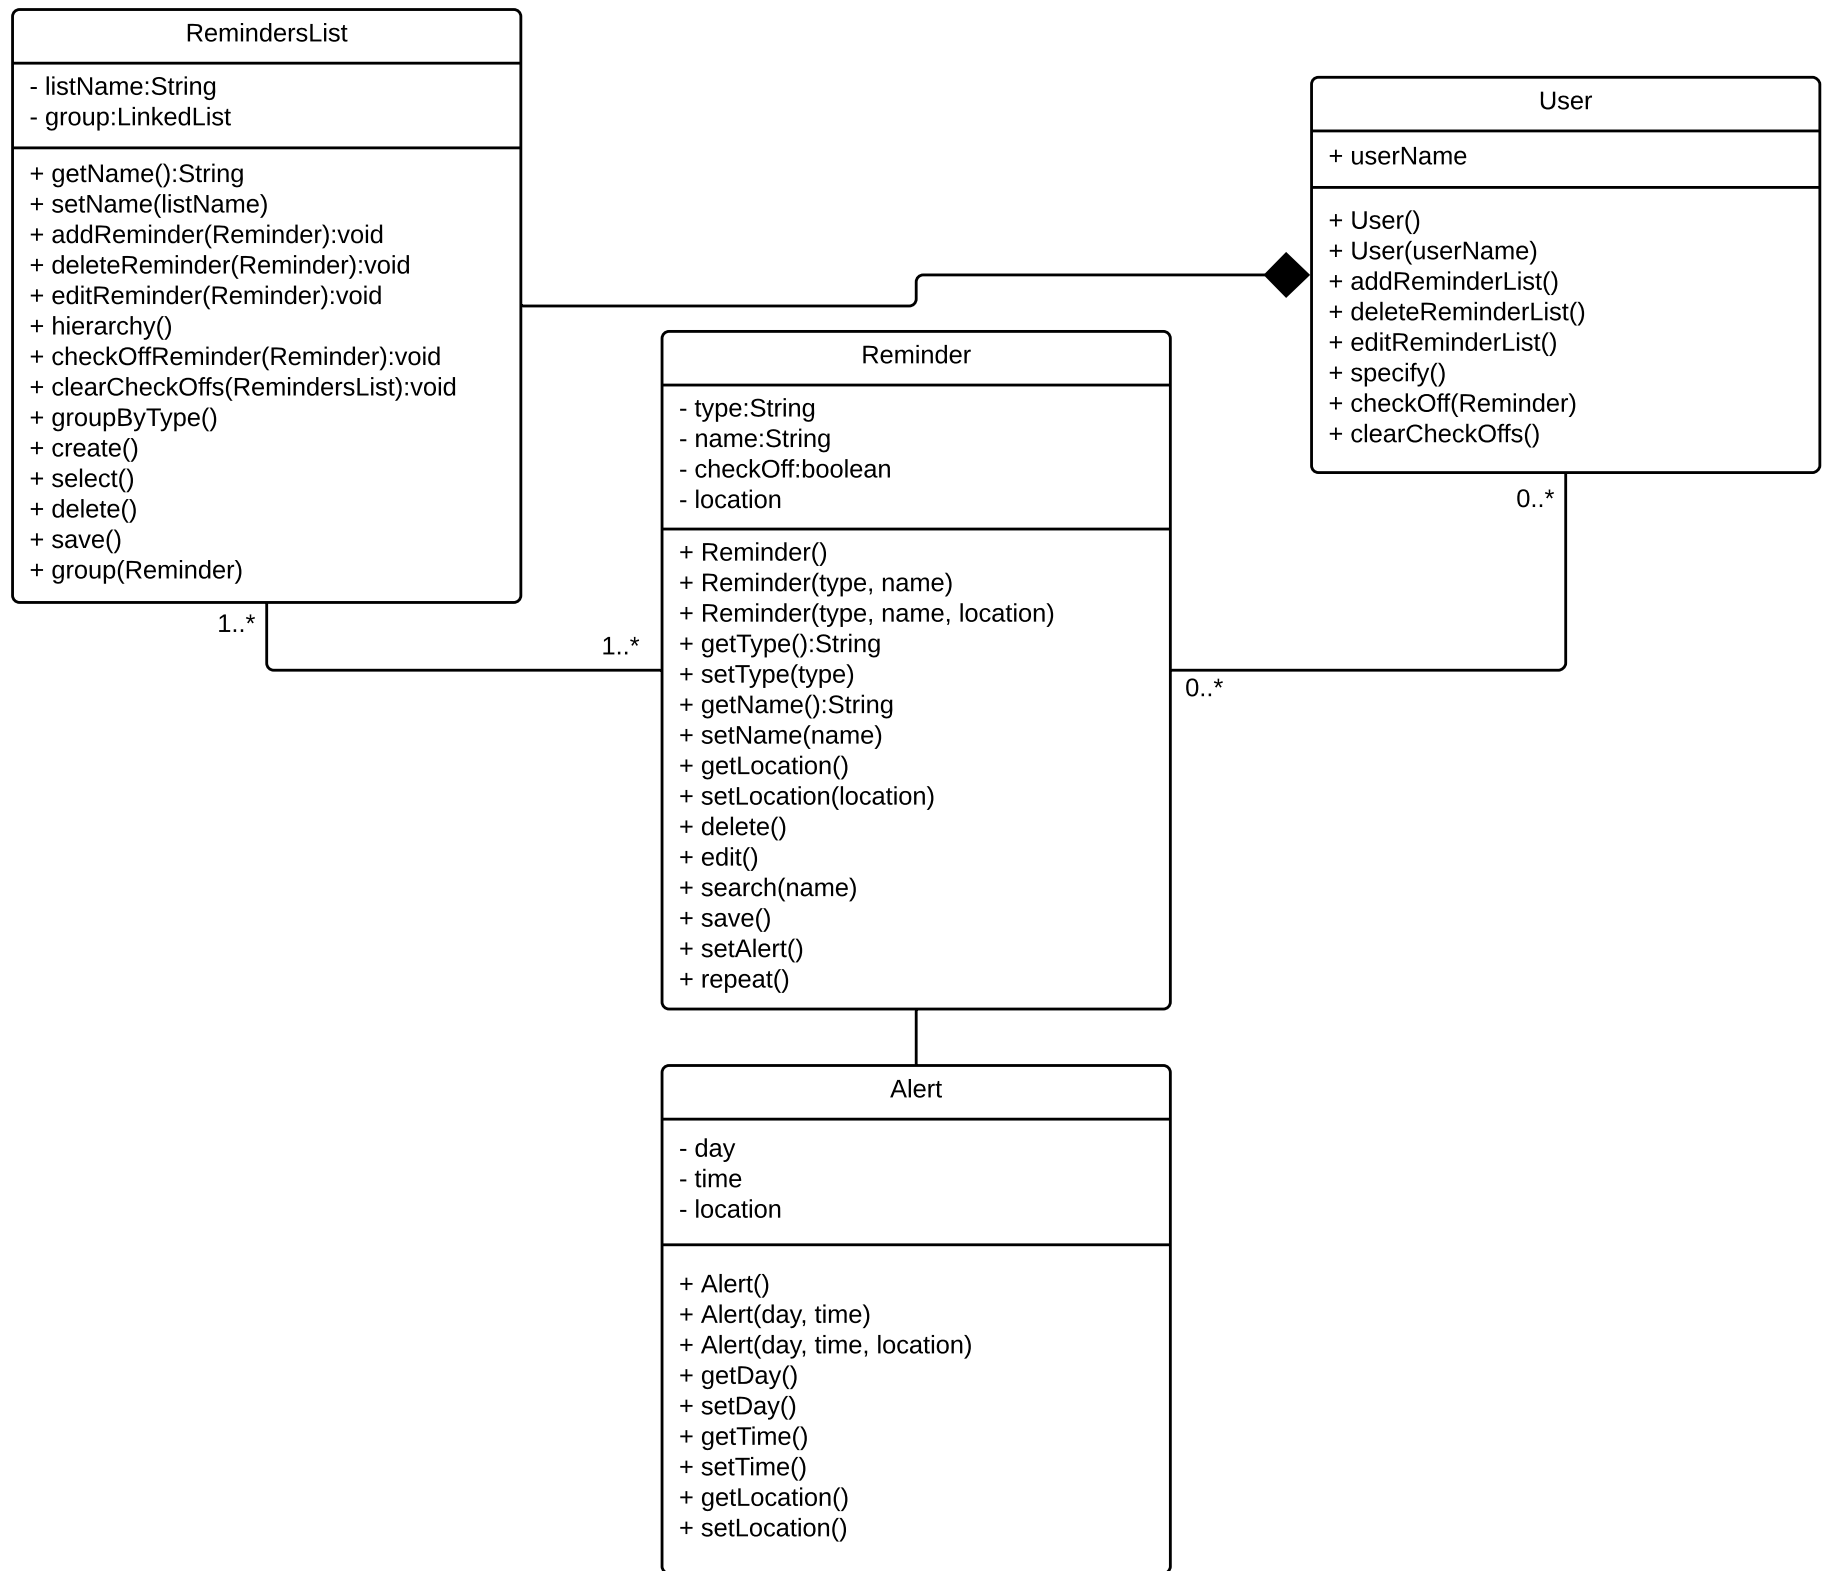 RemindersList
- listName:String
- group:LinkedList
+ getName():String
+ setName(listName)
+ addReminder(Reminder):void
+ deleteReminder(Reminder):void
+ editReminder(Reminder):void
+ hierarchy()
+ checkOffReminder(Reminder):void
+ clearCheckOffs(RemindersList):void
+ groupByType()
+ create()
+ select()
+ delete()
+ save()
+ group(Reminder)
1..*
1..*
User
+ userName
+ User()
+ User(userName)
+ addReminderList()
+ deleteReminderList()
+ editReminderList()
+ specify()
+ checkOff(Reminder)
+ clearCheckOffs()
0..*
0..*
Reminder
- type:String
- name:String
- checkOff:boolean
- location
+ Reminder()
+ Reminder(type, name)
+ Reminder(type, name, location)
+ getType():String
+ setType(type)
+ getName():String
+ setName(name)
+ getLocation()
+ setLocation(location)
+ delete()
+ edit()
+ search(name)
+ save()
+ setAlert()
+ repeat()
Alert
- day
- time
- location
+ Alert()
+ Alert(day, time)
+ Alert(day, time, location)
+ getDay()
+ setDay()
+ getTime()
+ setTime()
+ getLocation()
+ setLocation()